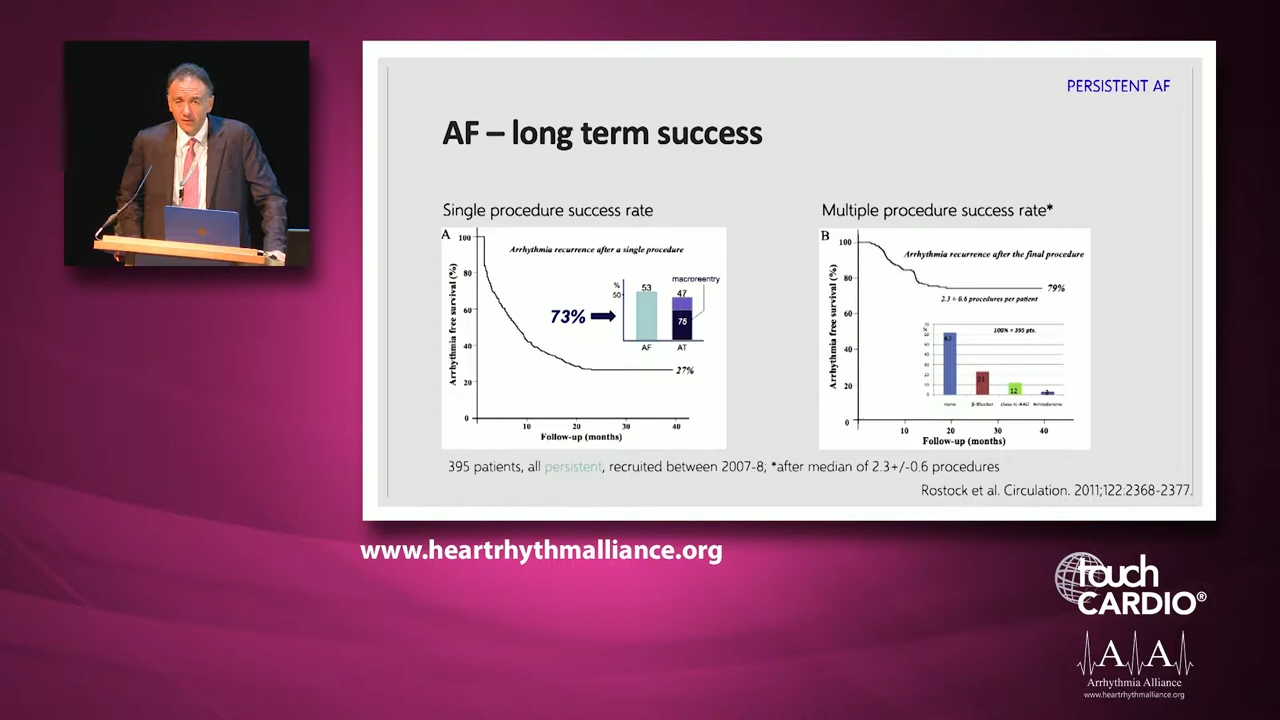 PERSISTENT AF
AF – long term success
Single procedure success rate
Multiple procedure success rate*
A
100
80
60
40
20
0
Arrhythmia free survival (%)
Arrhythmia recurrence after a single procedure
macroreentry
%
50
53
47
75
AF
AT
73%
27%
10
20
30
40
Follow-up (months)
B
100
80
60
40
20
0
Arrhythmia free survival (%)
Arrhythmia recurrence after the final procedure
79%
2.3 ± 0.6 procedures per patient
100% = 395 pts.
%
62
23
12
3
none
β-Blocker
class Ic AAD
Amiodarone
10
20
30
40
Follow-up (months)
395 patients, all persistent, recruited between 2007-8; *after median of 2.3+/-0.6 procedures
Rostock et al. Circulation. 2011;122:2368-2377.
www.heartrhythmalliance.org
touch
CARDIO®
A A
Arrhythmia Alliance
www.heartrhythmalliance.org